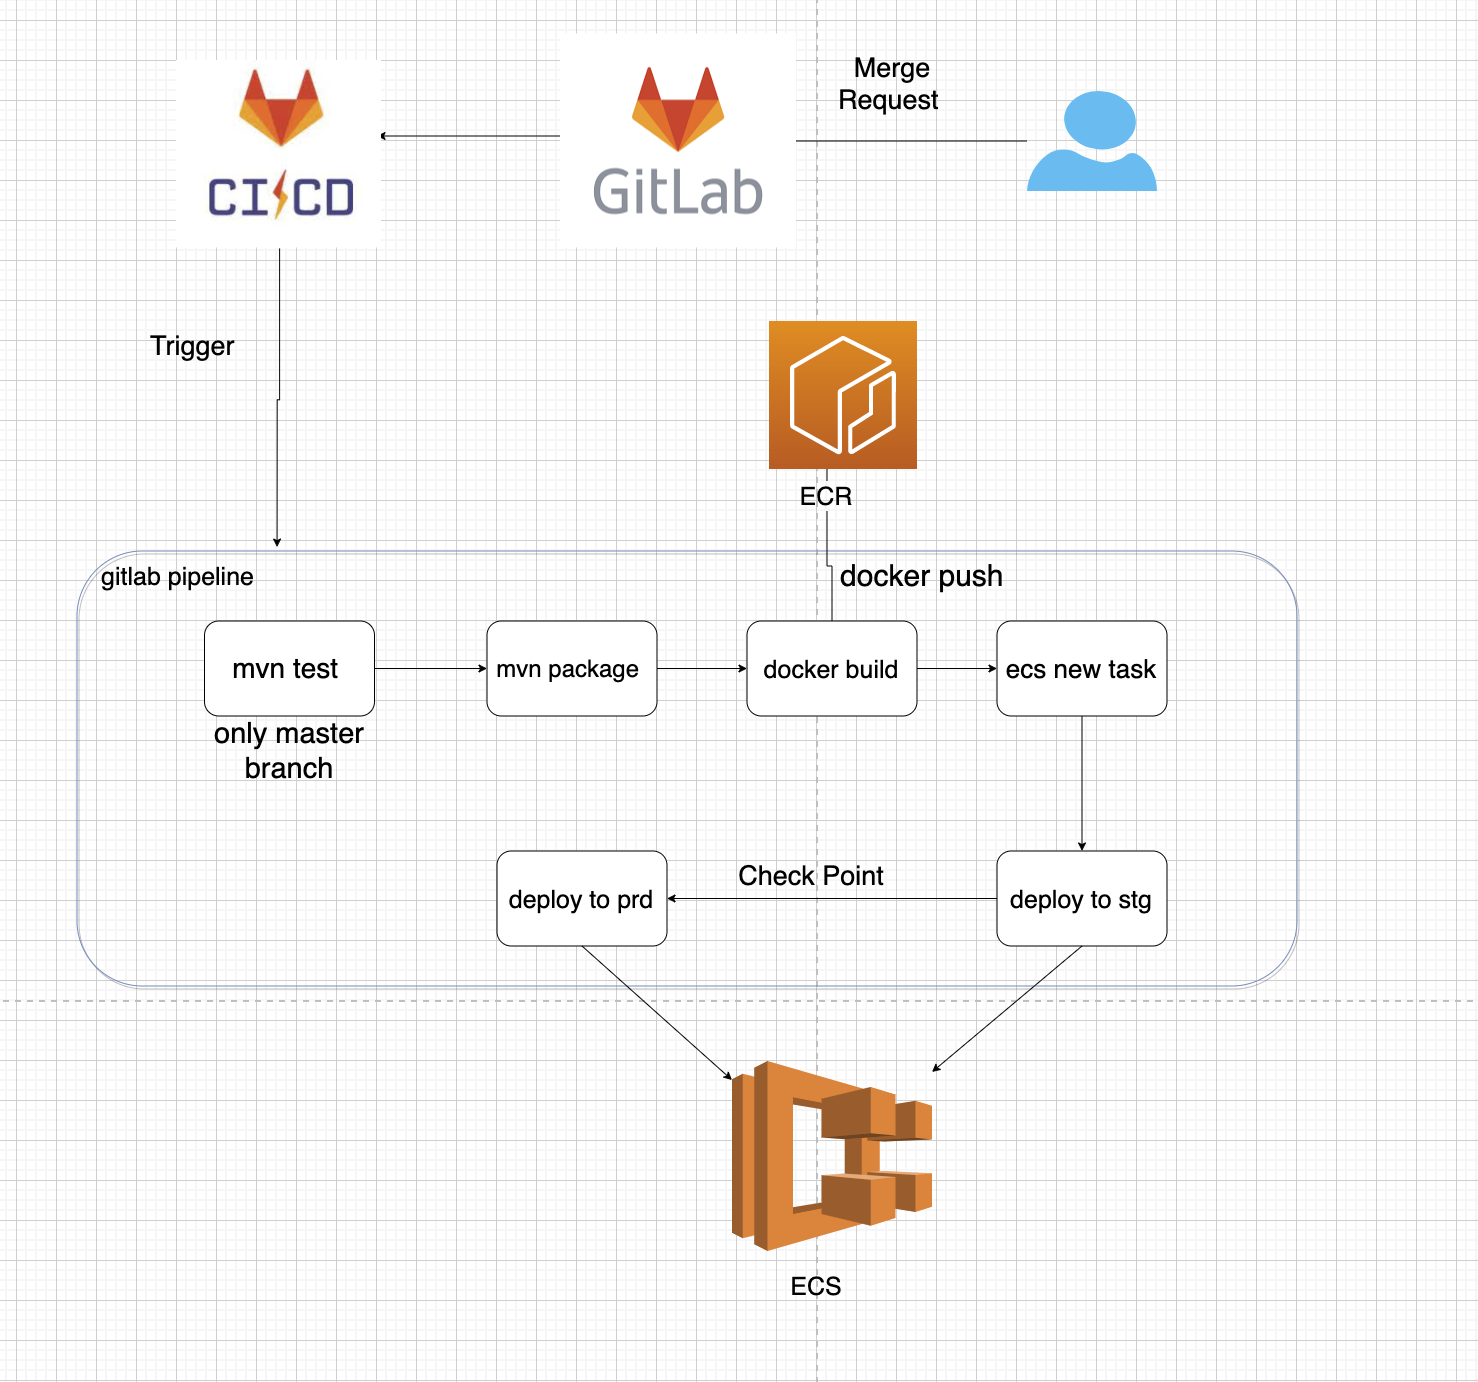 Merge
Request
CI CD
GitLab
Trigger
ECR
gitlab pipeline
docker push
mvn test
mvn package
docker build
ecs new task
only master
branch
Check Point
deploy to prd
deploy to stg
ECS